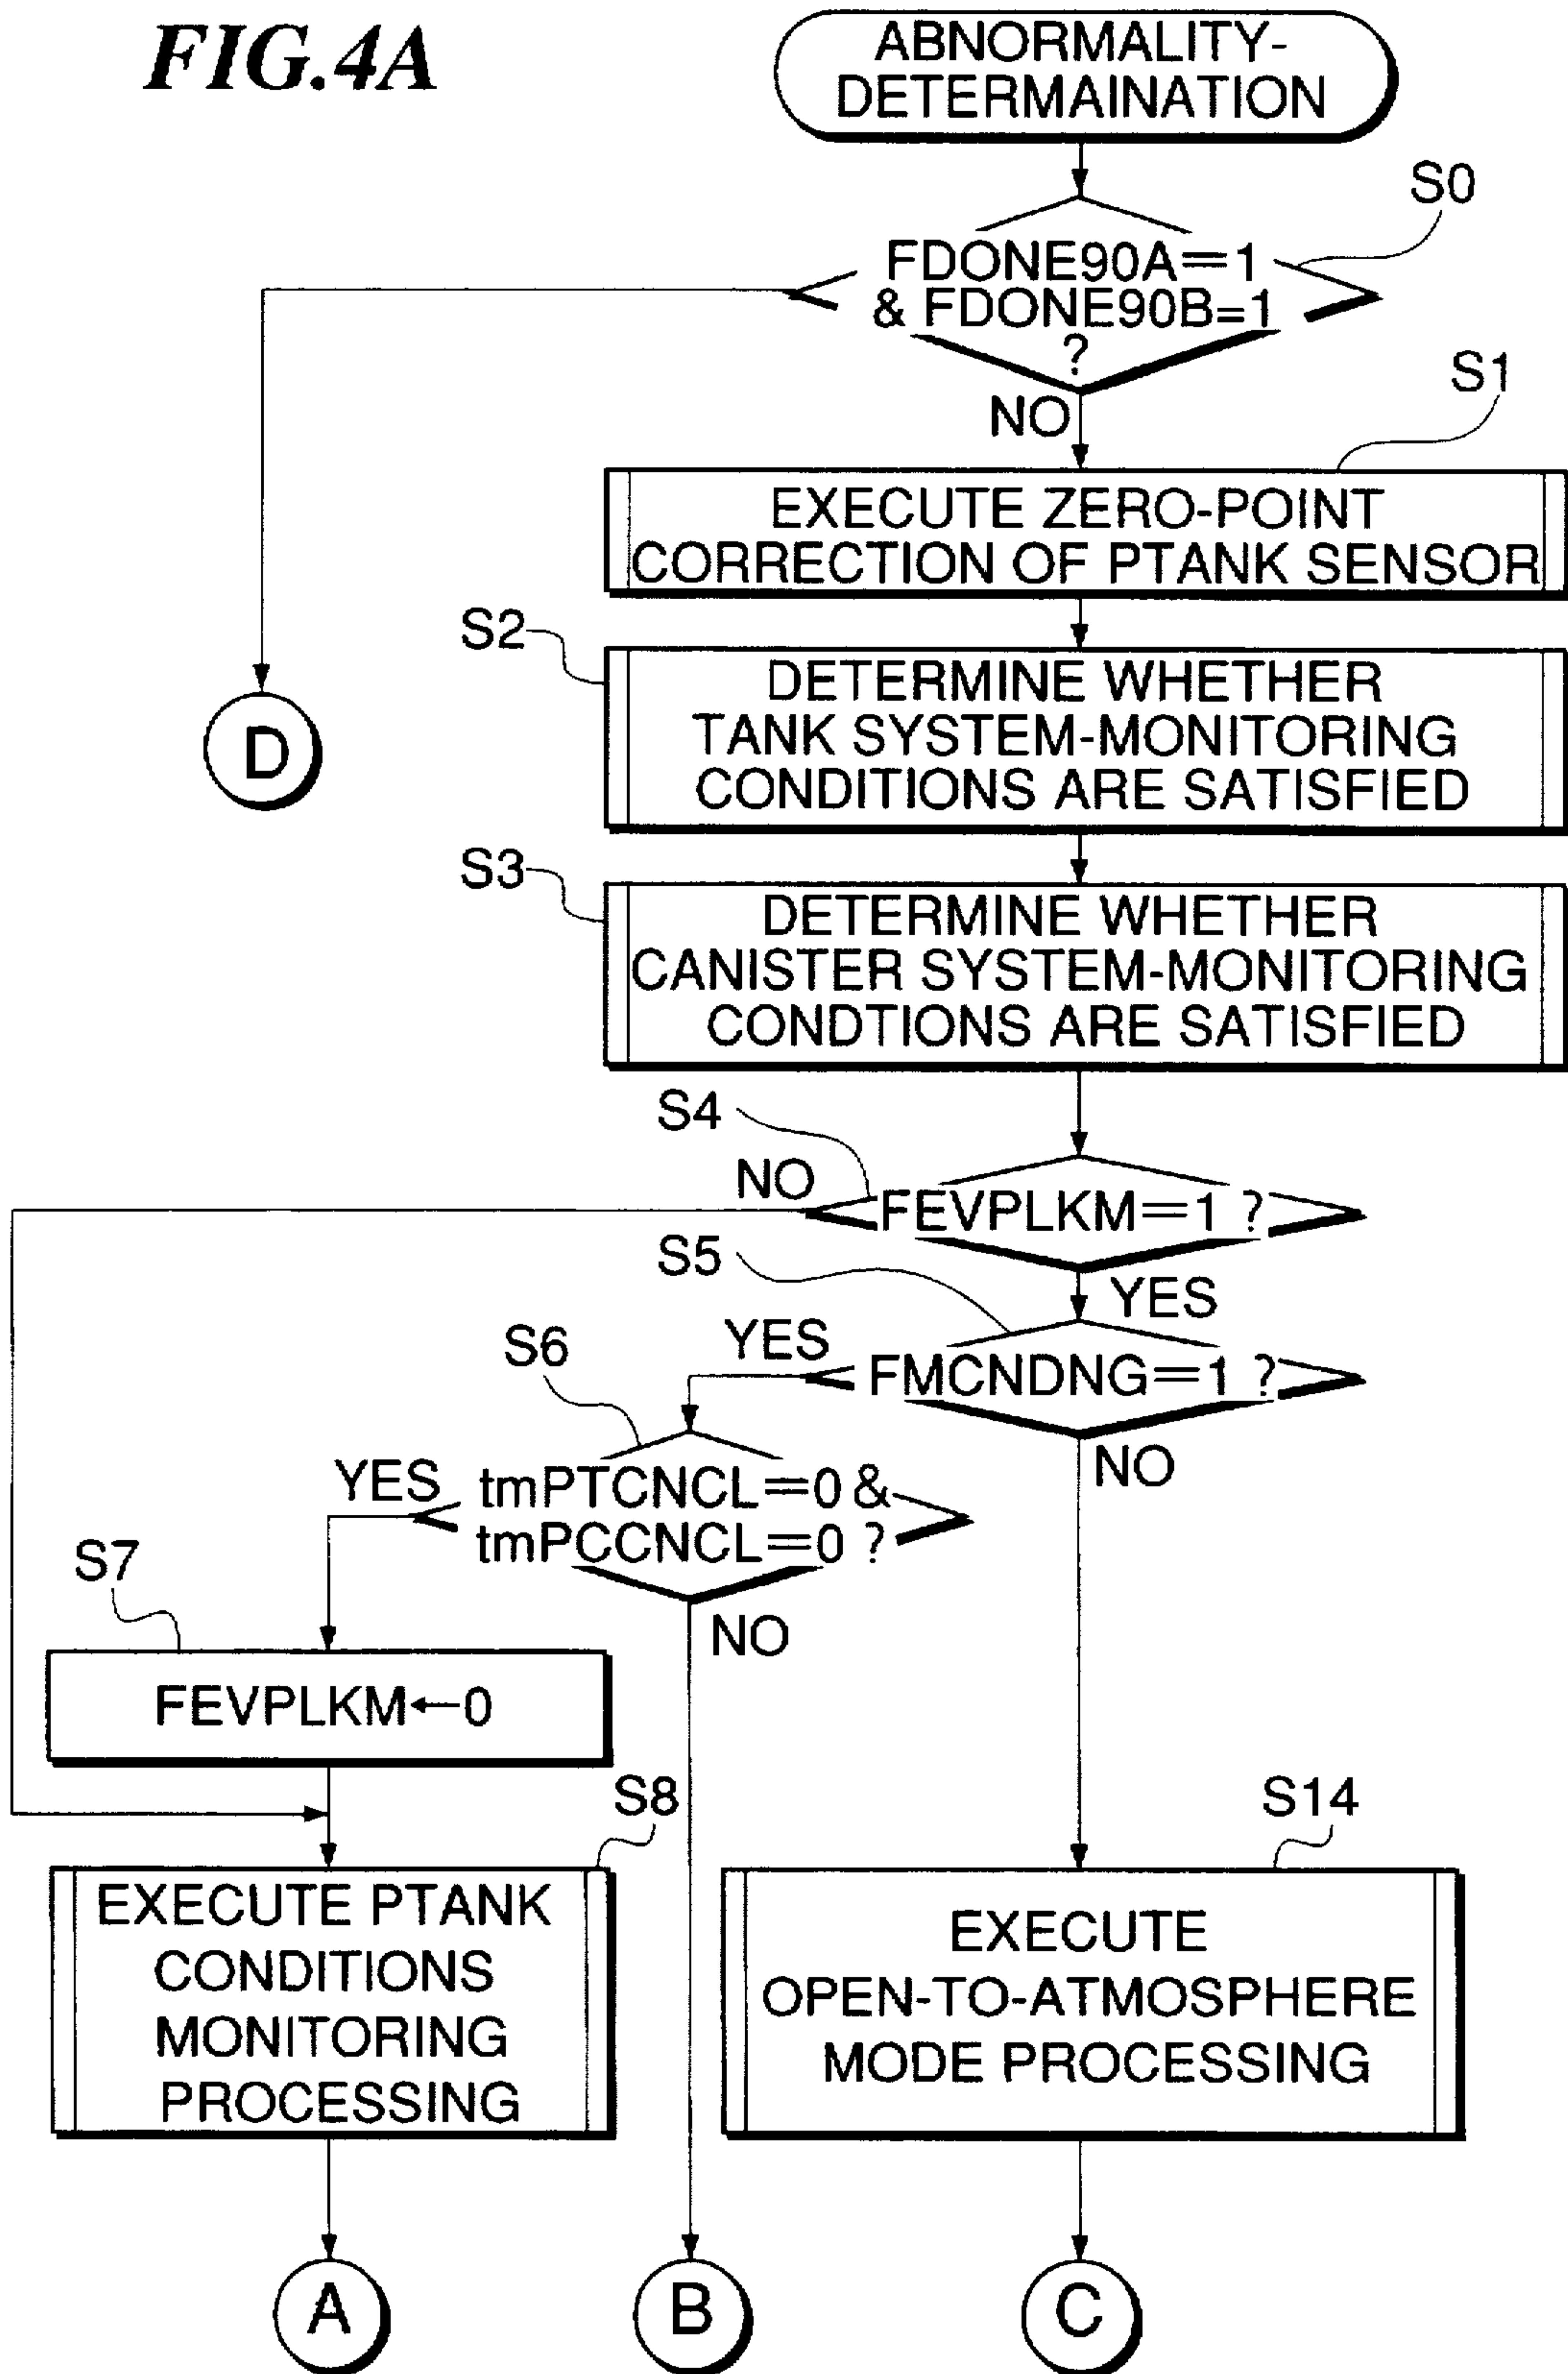 FIG.4A
ABNORMALITY-
DETERMAINATION
S0
FDONE90A=1
& FDONE90B=1
?
NO
S1
EXECUTE ZERO-POINT
CORRECTION OF PTANK SENSOR
S2
DETERMINE WHETHER
TANK SYSTEM-MONITORING
CONDITIONS ARE SATISFIED
D
S3
DETERMINE WHETHER
CANISTER SYSTEM-MONITORING
CONDTIONS ARE SATISFIED
S4
NO
FEVPLKM=1 ?
YES
S5
FMCNDNG=1 ?
YES
NO
S6
tmPTCNCL=0 &
tmPCCNCL=0 ?
YES
NO
S7
FEVPLKM←0
S8
EXECUTE PTANK
CONDITIONS
MONITORING
PROCESSING
S14
EXECUTE
OPEN-TO-ATMOSPHERE
MODE PROCESSING
A
B
C